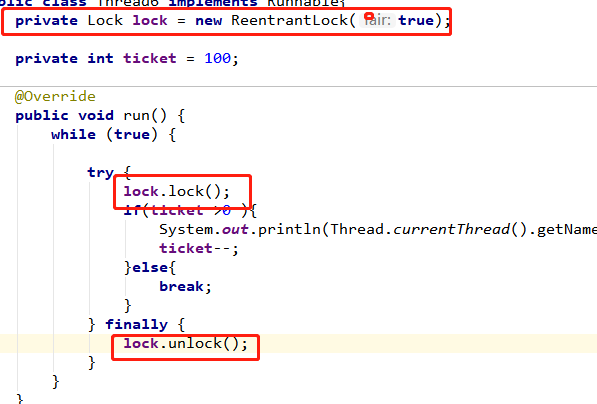 public class Thread6 implements Runnable{
private Lock lock = new ReentrantLock( fair: true);
private int ticket = 100;
@Override
public void run() {
while (true) {
try {
lock.lock();
if(ticket >0 ){
System.out.println(Thread.currentThread().getName
ticket--;
}else{
break;
}
} finally {
lock.unlock();
}
}
}